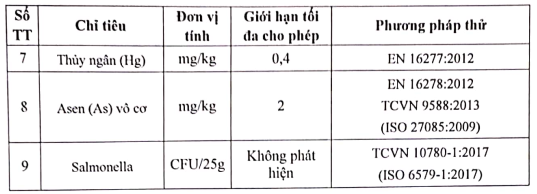 Số TT Chỉ tiêu Đơn vị tính Giới hạn tối đa cho phép Phương pháp thử
7 Thủy ngân (Hg) mg/kg 0,4 EN 16277:2012
8 Asen (As) vô cơ mg/kg 2 EN 16278:2012
TCVN 9588:2013
(ISO 27085:2009)
9 Salmonella CFU/25g Không phát hiện TCVN 10780-1:2017
(ISO 6579-1:2017)